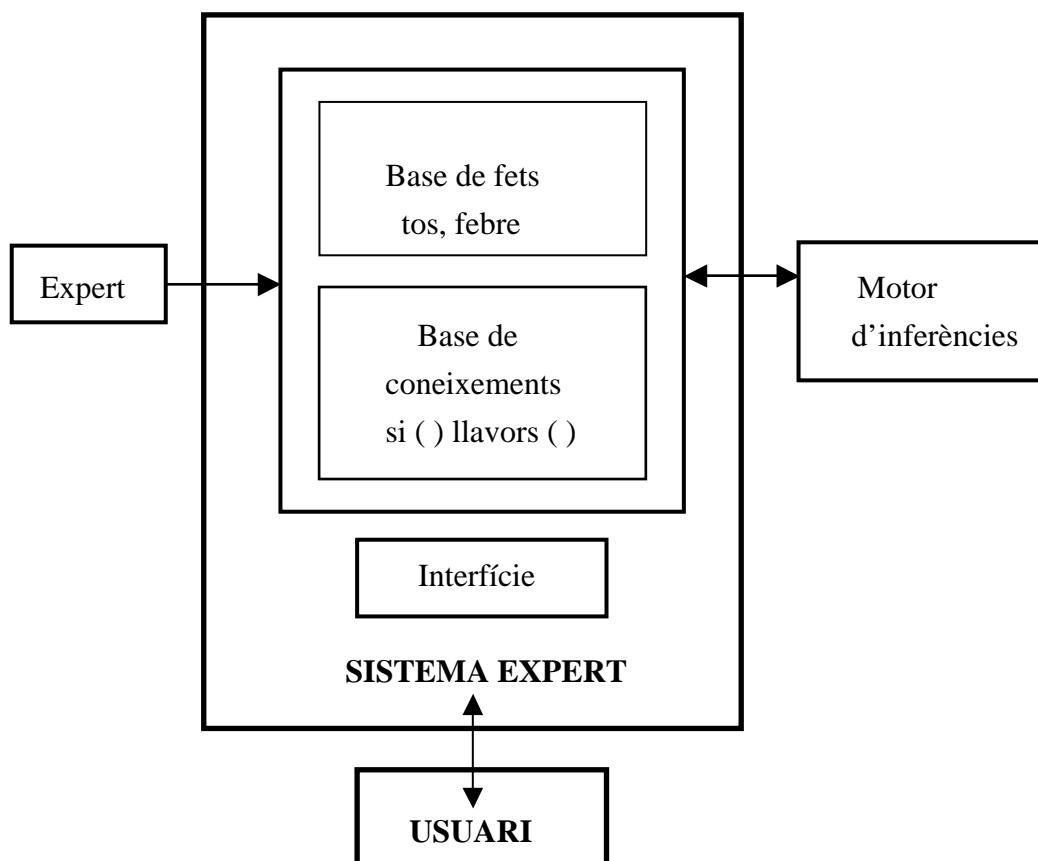 Base de fets
tos, febre
Expert
Motor
d’inferències
Base de
coneixements
si ( ) llavors ( )
Interfície
SISTEMA EXPERT
USUARI